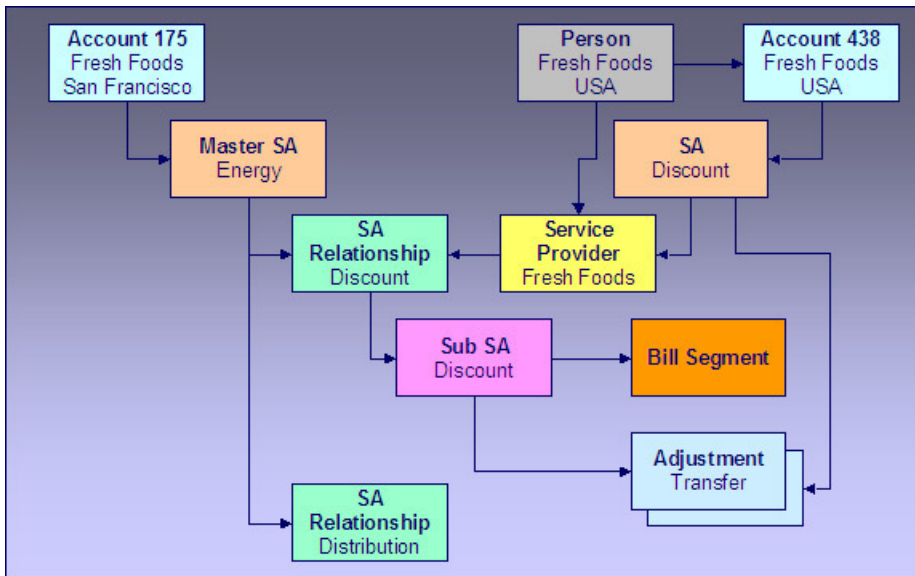 Account 175
Fresh Foods
San Francisco
Person
Fresh Foods
USA
Account 438
Fresh Foods
USA
Master SA
Energy
SA
Discount
SA
Relationship
Discount
Service
Provider
Fresh Foods
Sub SA
Discount
Bill Segment
Adjustment
Transfer
SA
Relationship
Distribution